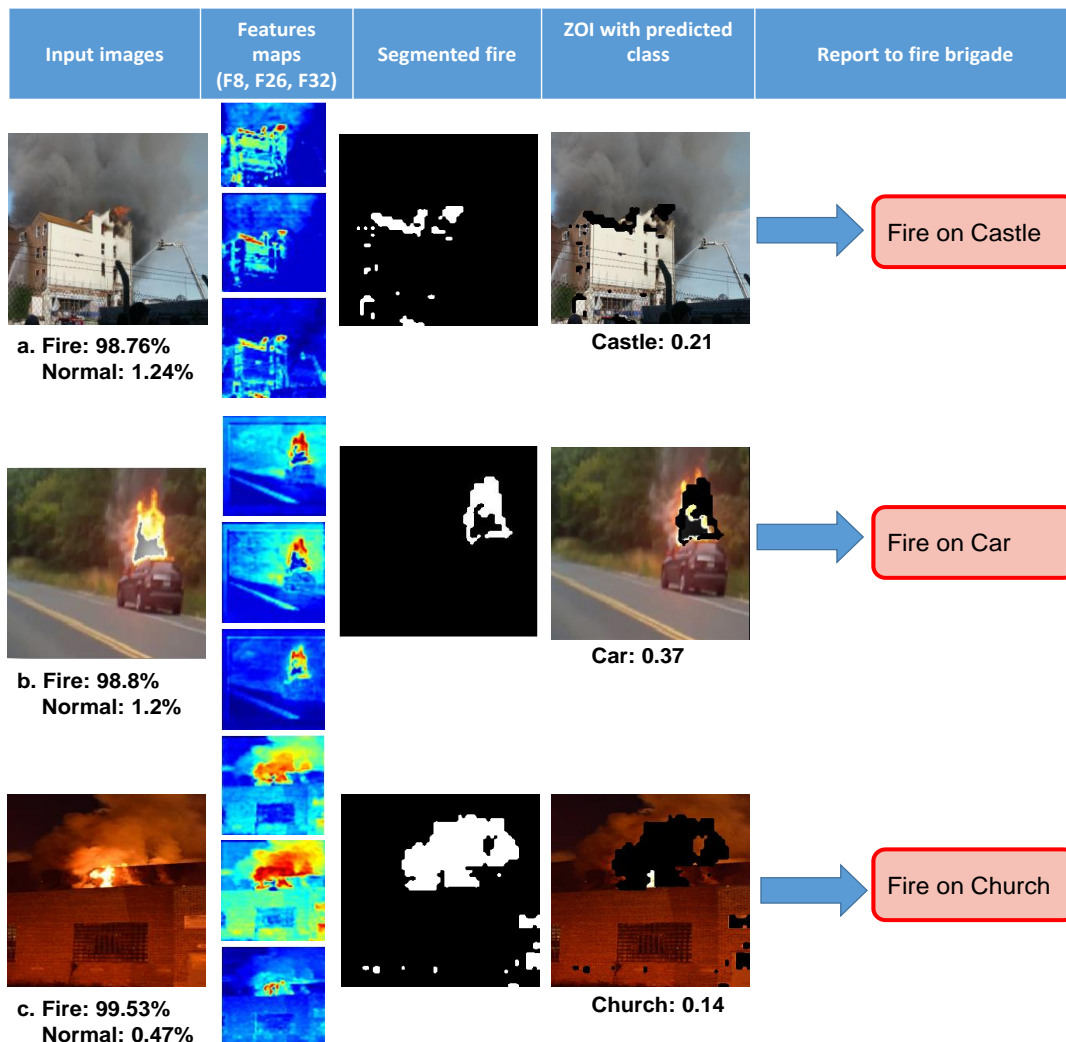 Input images
Features
maps
(F8, F26, F32)
Segmented fire
ZOI with predicted
class
Report to fire brigade
a. Fire: 98.76%
Normal: 1.24%
Castle: 0.21
Fire on Castle
b. Fire: 98.8%
Normal: 1.2%
Car: 0.37
Fire on Car
c. Fire: 99.53%
Normal: 0.47%
Church: 0.14
Fire on Church